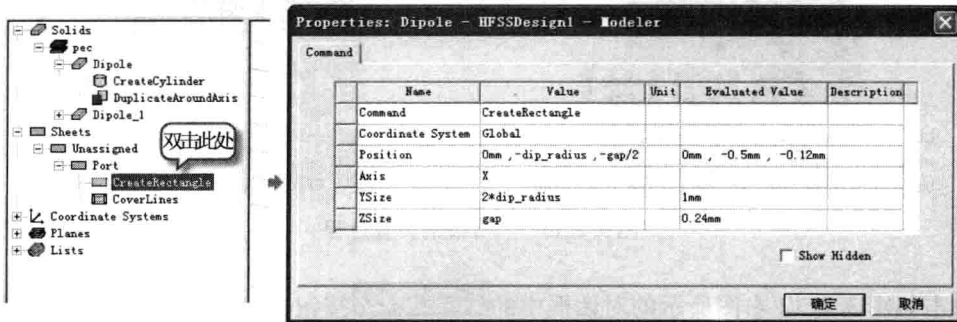 Solids
pec
Dipole
CreateCylinder
DuplicateAroundAxis
Dipole_1
Sheets
Unassigned
Port
CreateRectangle
CoverLines
Coordinate Systems
Planes
Lists
双击此处
Properties: Dipole - HFSSDesign1 - Modeler
Command
Name Value Unit Evaluated Value Description
Command CreateRectangle
Coordinate System Global
Position 0mm ,-dip_radius ,-gap/2 0mm , -0.5mm , -0.12mm
Axis X
YSize 2*dip_radius 1mm
ZSize gap 0.24mm
Show Hidden
确定 取消